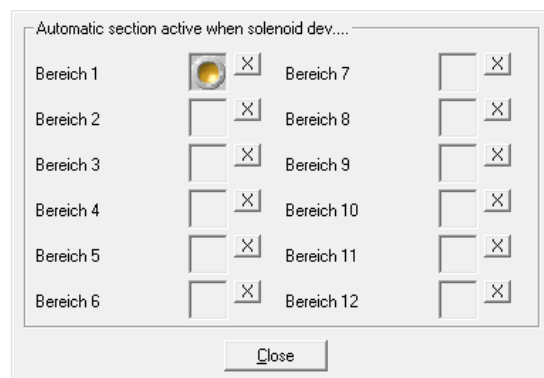 Automatic section active when solenoid dev....
Bereich 1 X Bereich 7 X
Bereich 2 X Bereich 8 X
Bereich 3 X Bereich 9 X
Bereich 4 X Bereich 10 X
Bereich 5 X Bereich 11 X
Bereich 6 X Bereich 12 X
Close